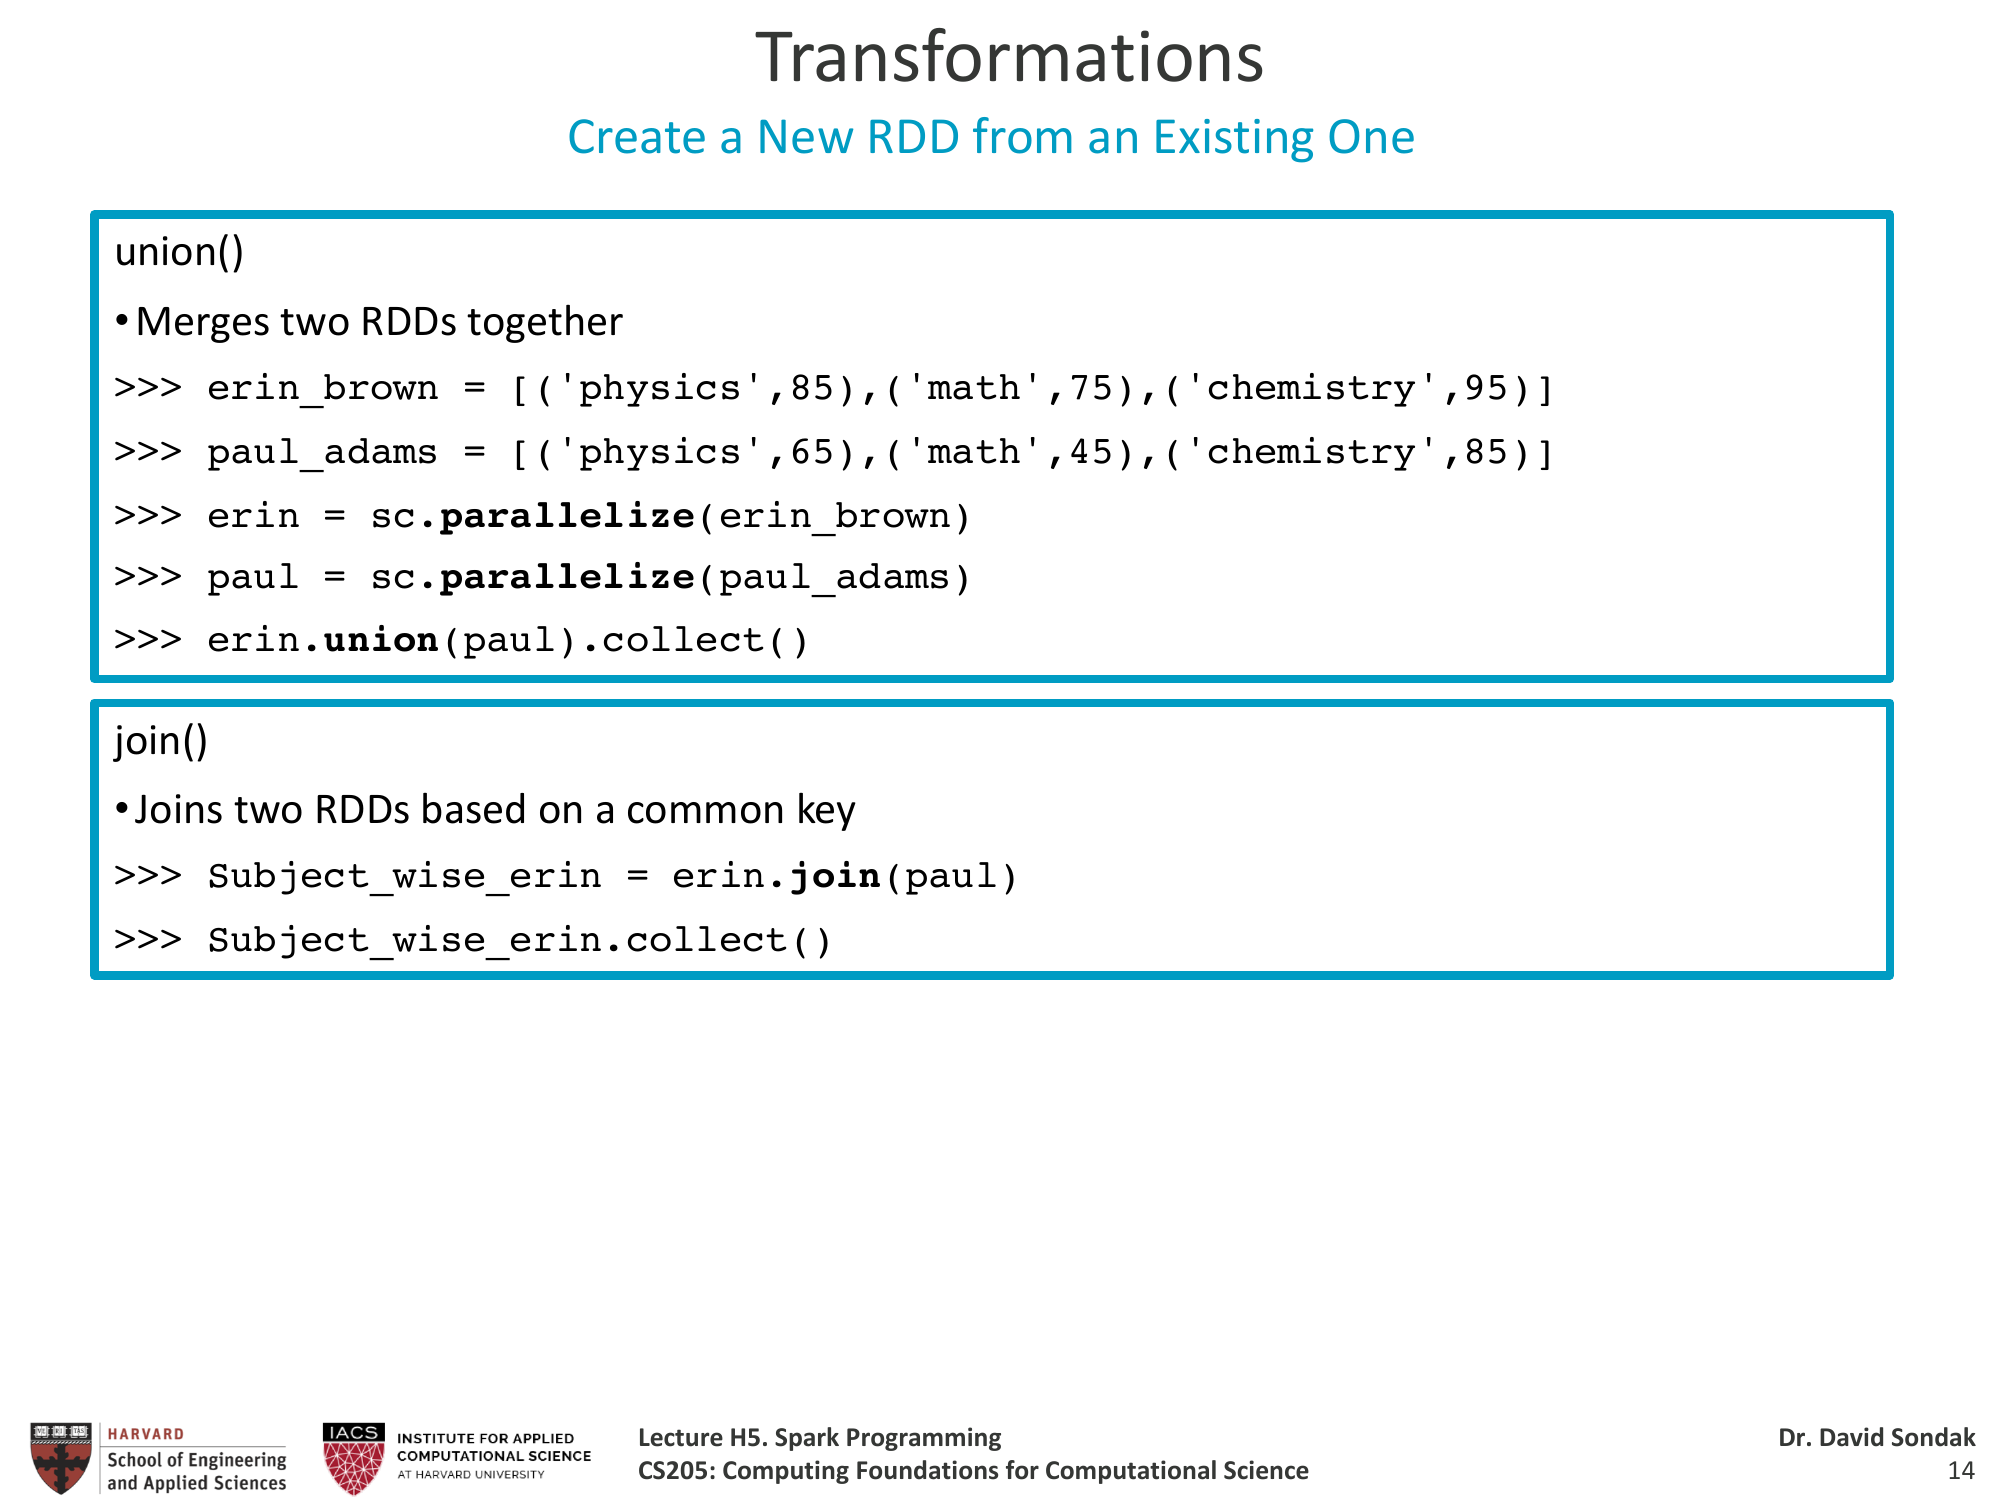 Transformations
Create a New RDD from an Existing One
union()
•Merges two RDDs together
>>> erin_brown = [('physics',85),('math',75),('chemistry',95)]
>>> paul_adams = [('physics',65),('math',45),('chemistry',85)]
>>> erin = sc.parallelize(erin_brown)
>>> paul = sc.parallelize(paul_adams)
>>> erin.union(paul).collect()
join()
•Joins two RDDs based on a common key
>>> Subject_wise_erin = erin.join(paul)
>>> Subject_wise_erin.collect()
HARVARD
School of Engineering
and Applied Sciences
IACS
INSTITUTE FOR APPLIED
COMPUTATIONAL SCIENCE
AT HARVARD UNIVERSITY
Lecture H5. Spark Programming
CS205: Computing Foundations for Computational Science
Dr. David Sondak
14